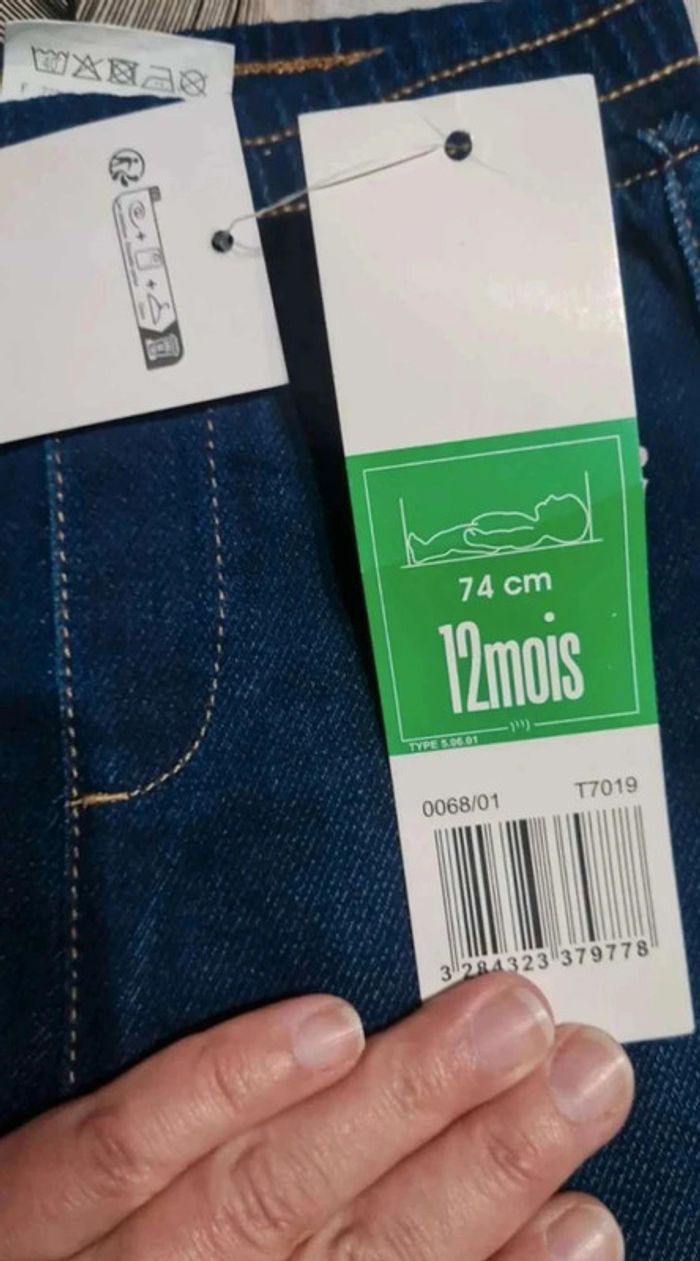 74 cm
12mois
TYPE 5.06.01
0068/01 T7019
3 284323 379778